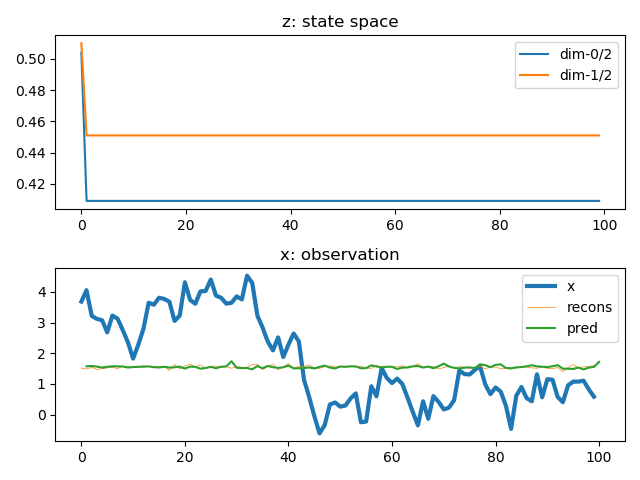 z: state space
0.50
0.48
0.46
0.44
0.42
dim-0/2
dim-1/2
0 20 40 60 80 100
x: observation
4
3
2
1
0
x
recons
pred
0 20 40 60 80 100